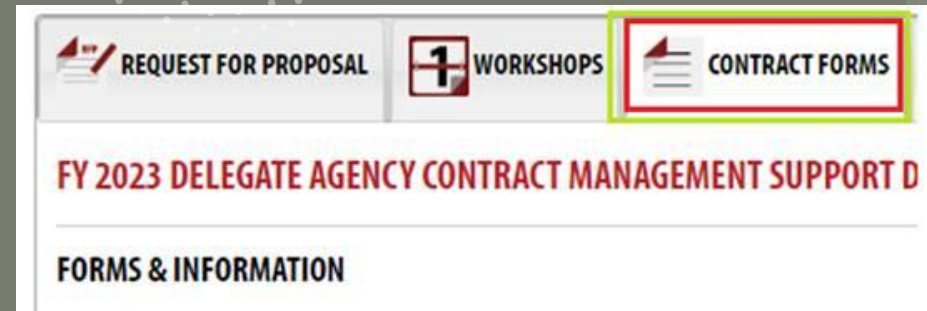 REQUEST FOR PROPOSAL WORKSHOPS CONTRACT FORMS
FY 2023 DELEGATE AGENCY CONTRACT MANAGEMENT SUPPORT D
FORMS & INFORMATION